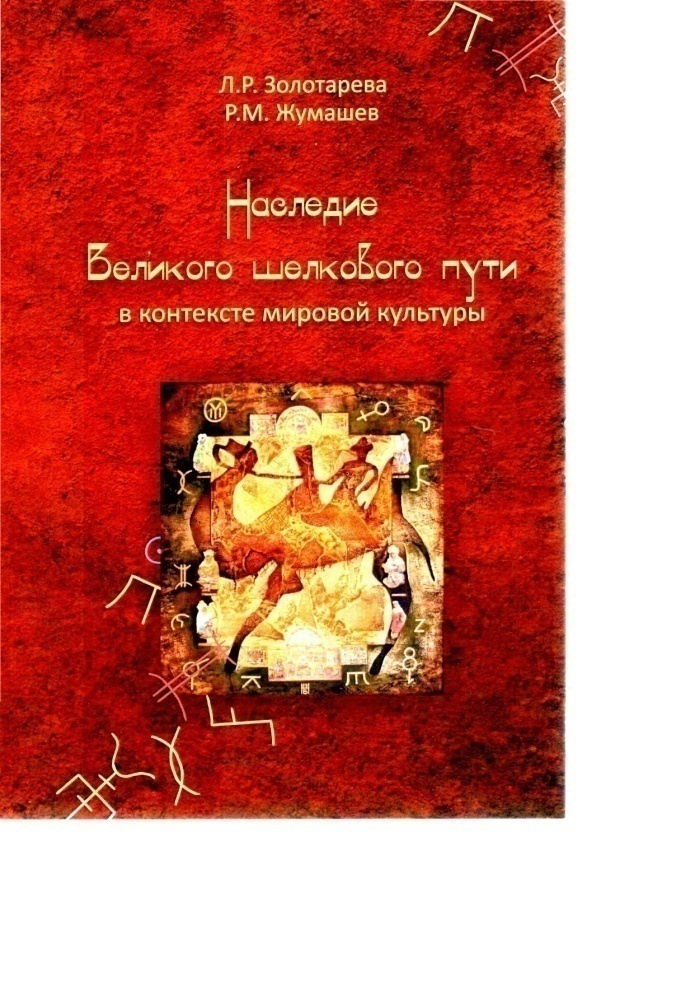 Л.Р. Золотарева
Р.М. Жумашев
Наследие
Великого шелкового пути
в контексте мировой культуры